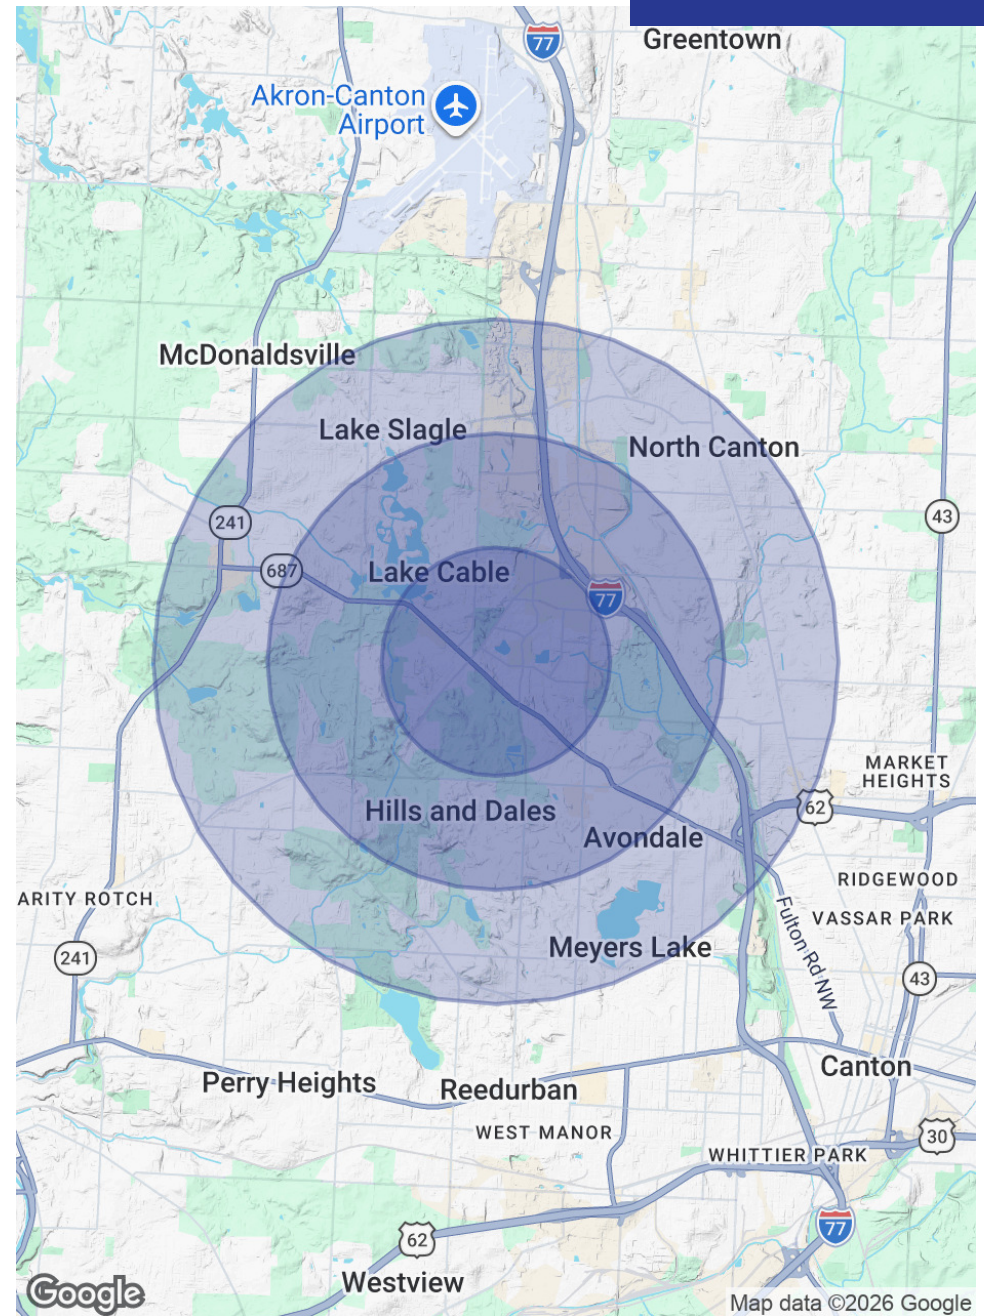 77
Greentown
Akron-Canton
Airport
McDonaldsville
Lake Slagle
North Canton
241
43
687
Lake Cable
77
MARKET
HEIGHTS
62
Hills and Dales
Avondale
RIDGEWOOD
ARITY ROTCH
VASSAR PARK
Fulton Rd NW
Meyers Lake
241
43
Canton
Perry Heights
Reedurban
WEST MANOR
30
WHITTIER PARK
77
62
Westview
Google
Map data ©2026 Google